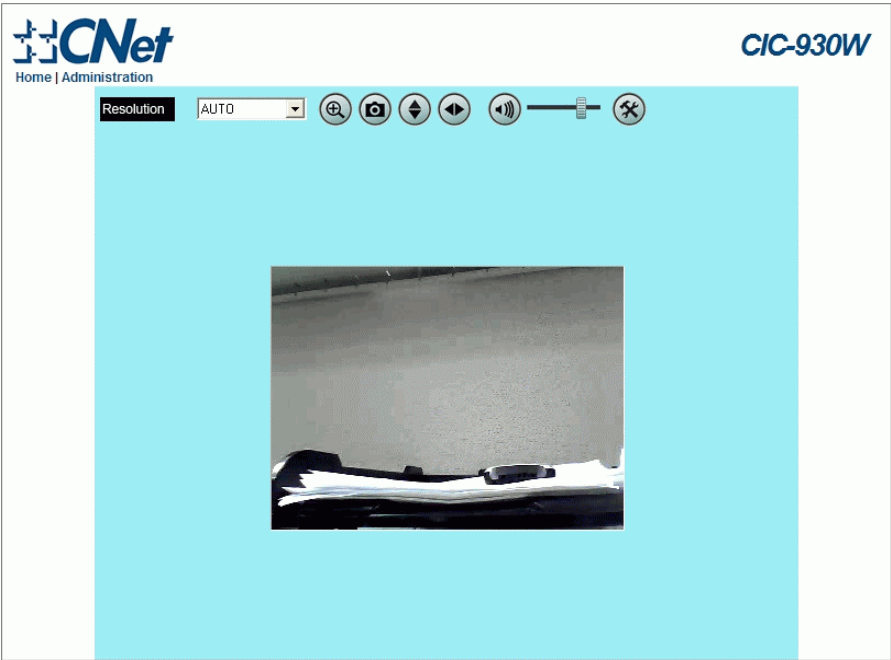 CNet
CIC-930W
Home | Administration
Resolution
AUTO